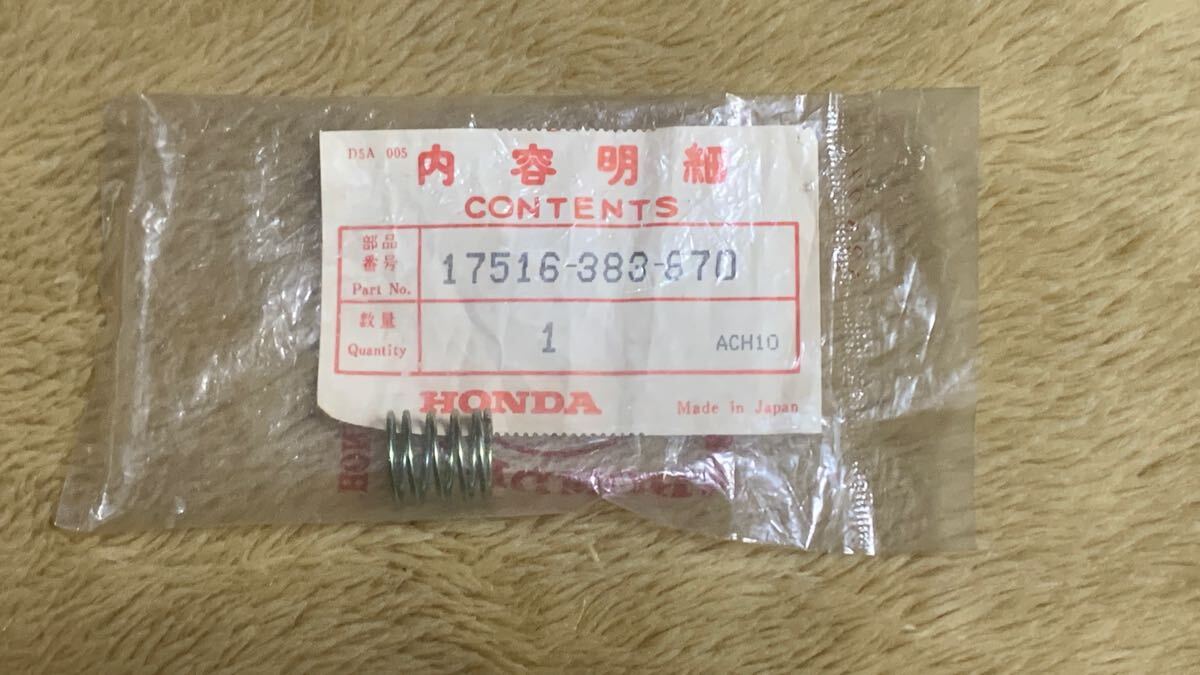 D5A 005
内容明細
CONTENTS
部品番号
Part No.
17516-383-870
数量
Quantity
1
ACH10
HONDA
Made in Japan